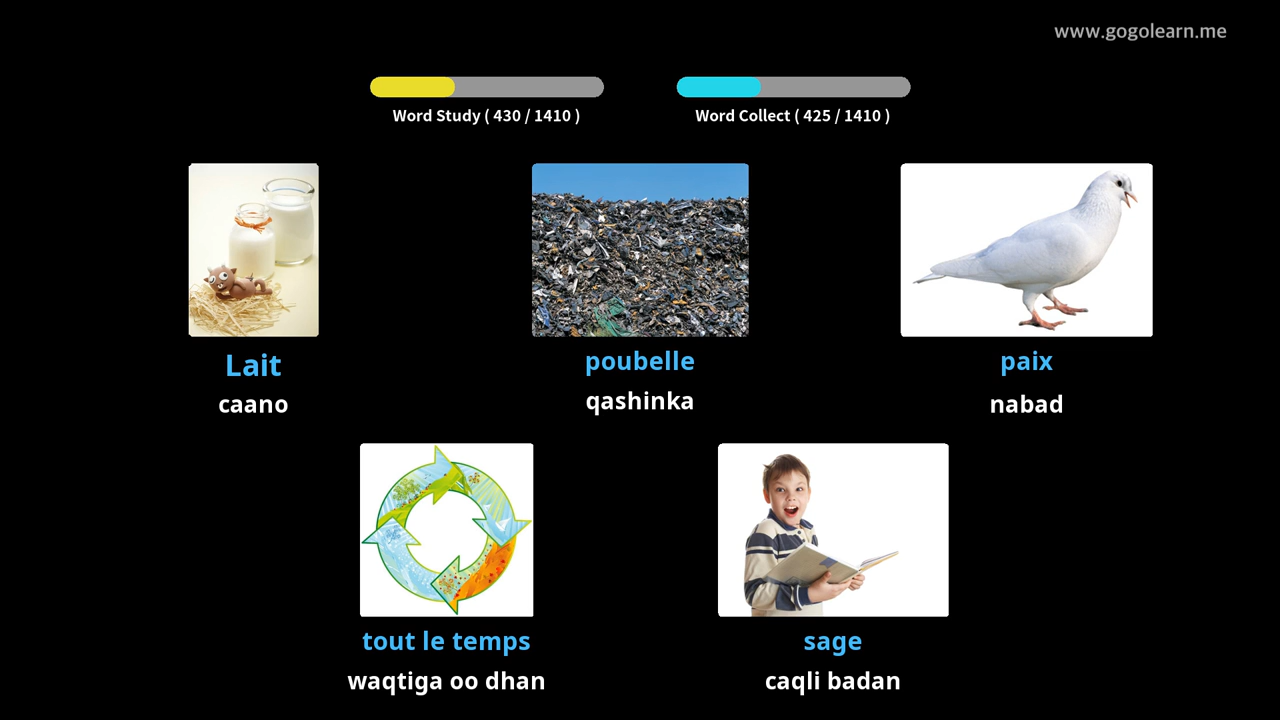 www.gogolearn.me
Word Study ( 430 / 1410 )
Word Collect ( 425 / 1410 )
Lait
caano
poubelle
qashinka
paix
nabad
tout le temps
waqtiga oo dhan
sage
caqli badan